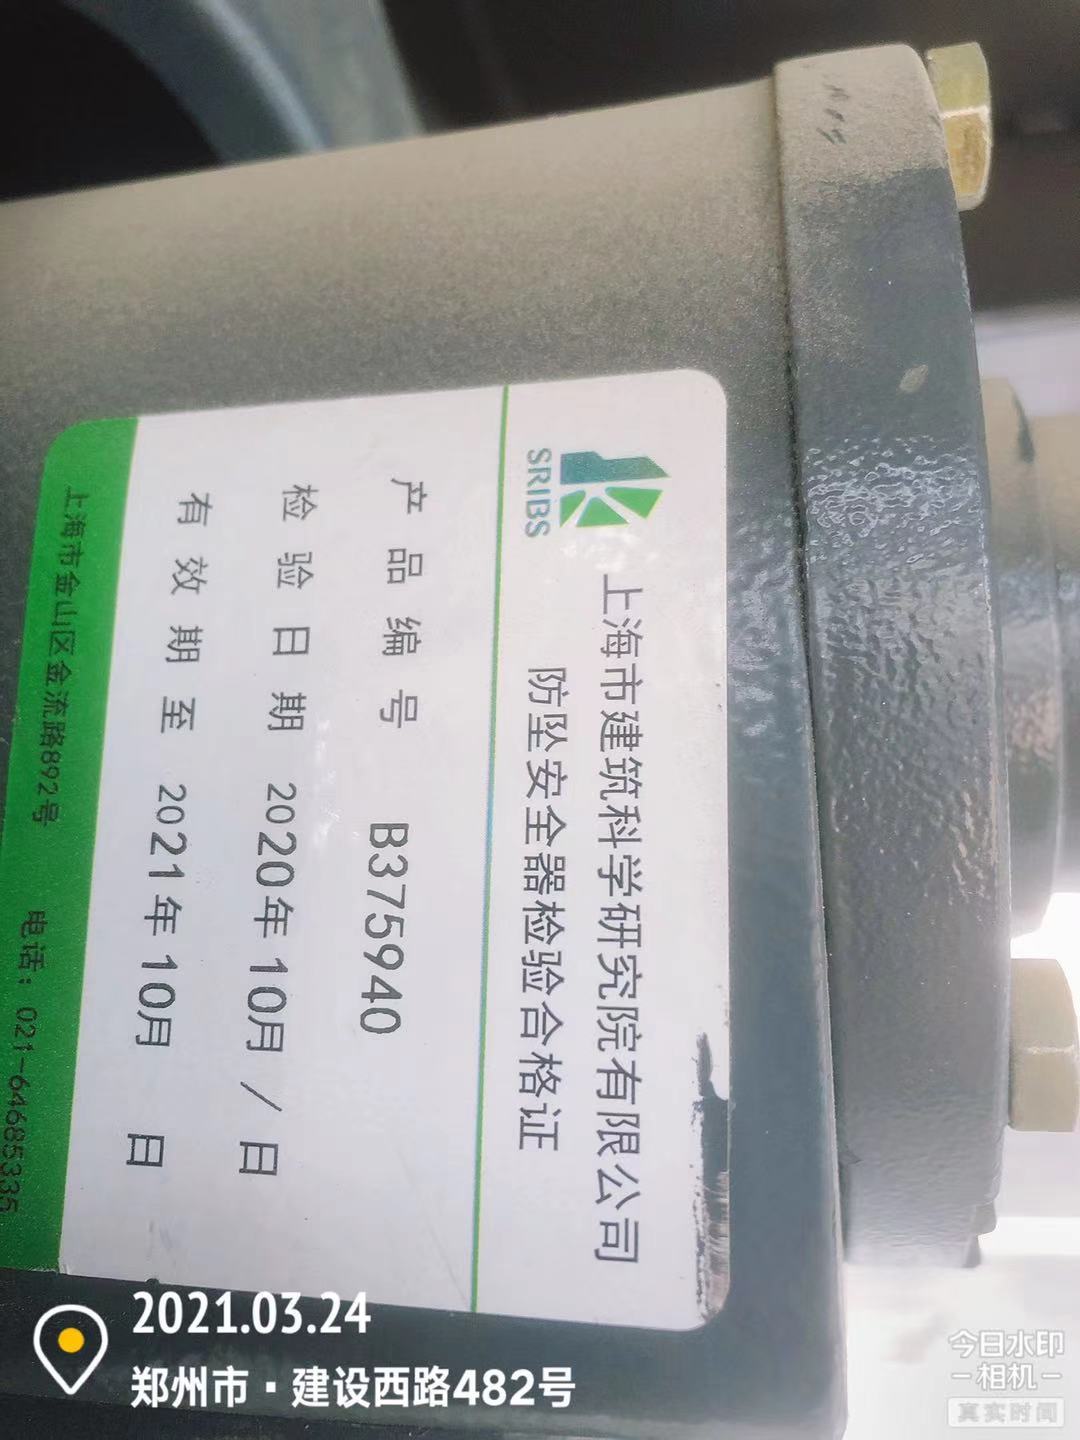 SRIBS
上海市建筑科学研究院有限公司
防坠安全器检验合格证
产品编号 B375940
检验日期 2020年10月/日
有效期至 2021年10月 日
上海市金山区金流路892号 电话：021-64685335
2021.03.24
郑州市·建设西路482号
今日水印
相机
真实时间